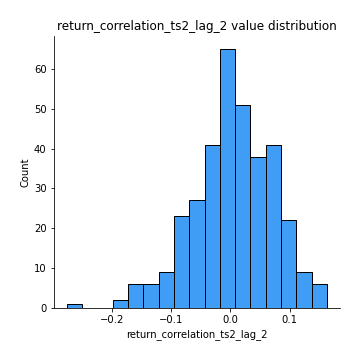 return_correlation_ts2_lag_2 value distribution
Count
60
50
40
30
20
10
0
−0.2 −0.1 0.0 0.1
return_correlation_ts2_lag_2